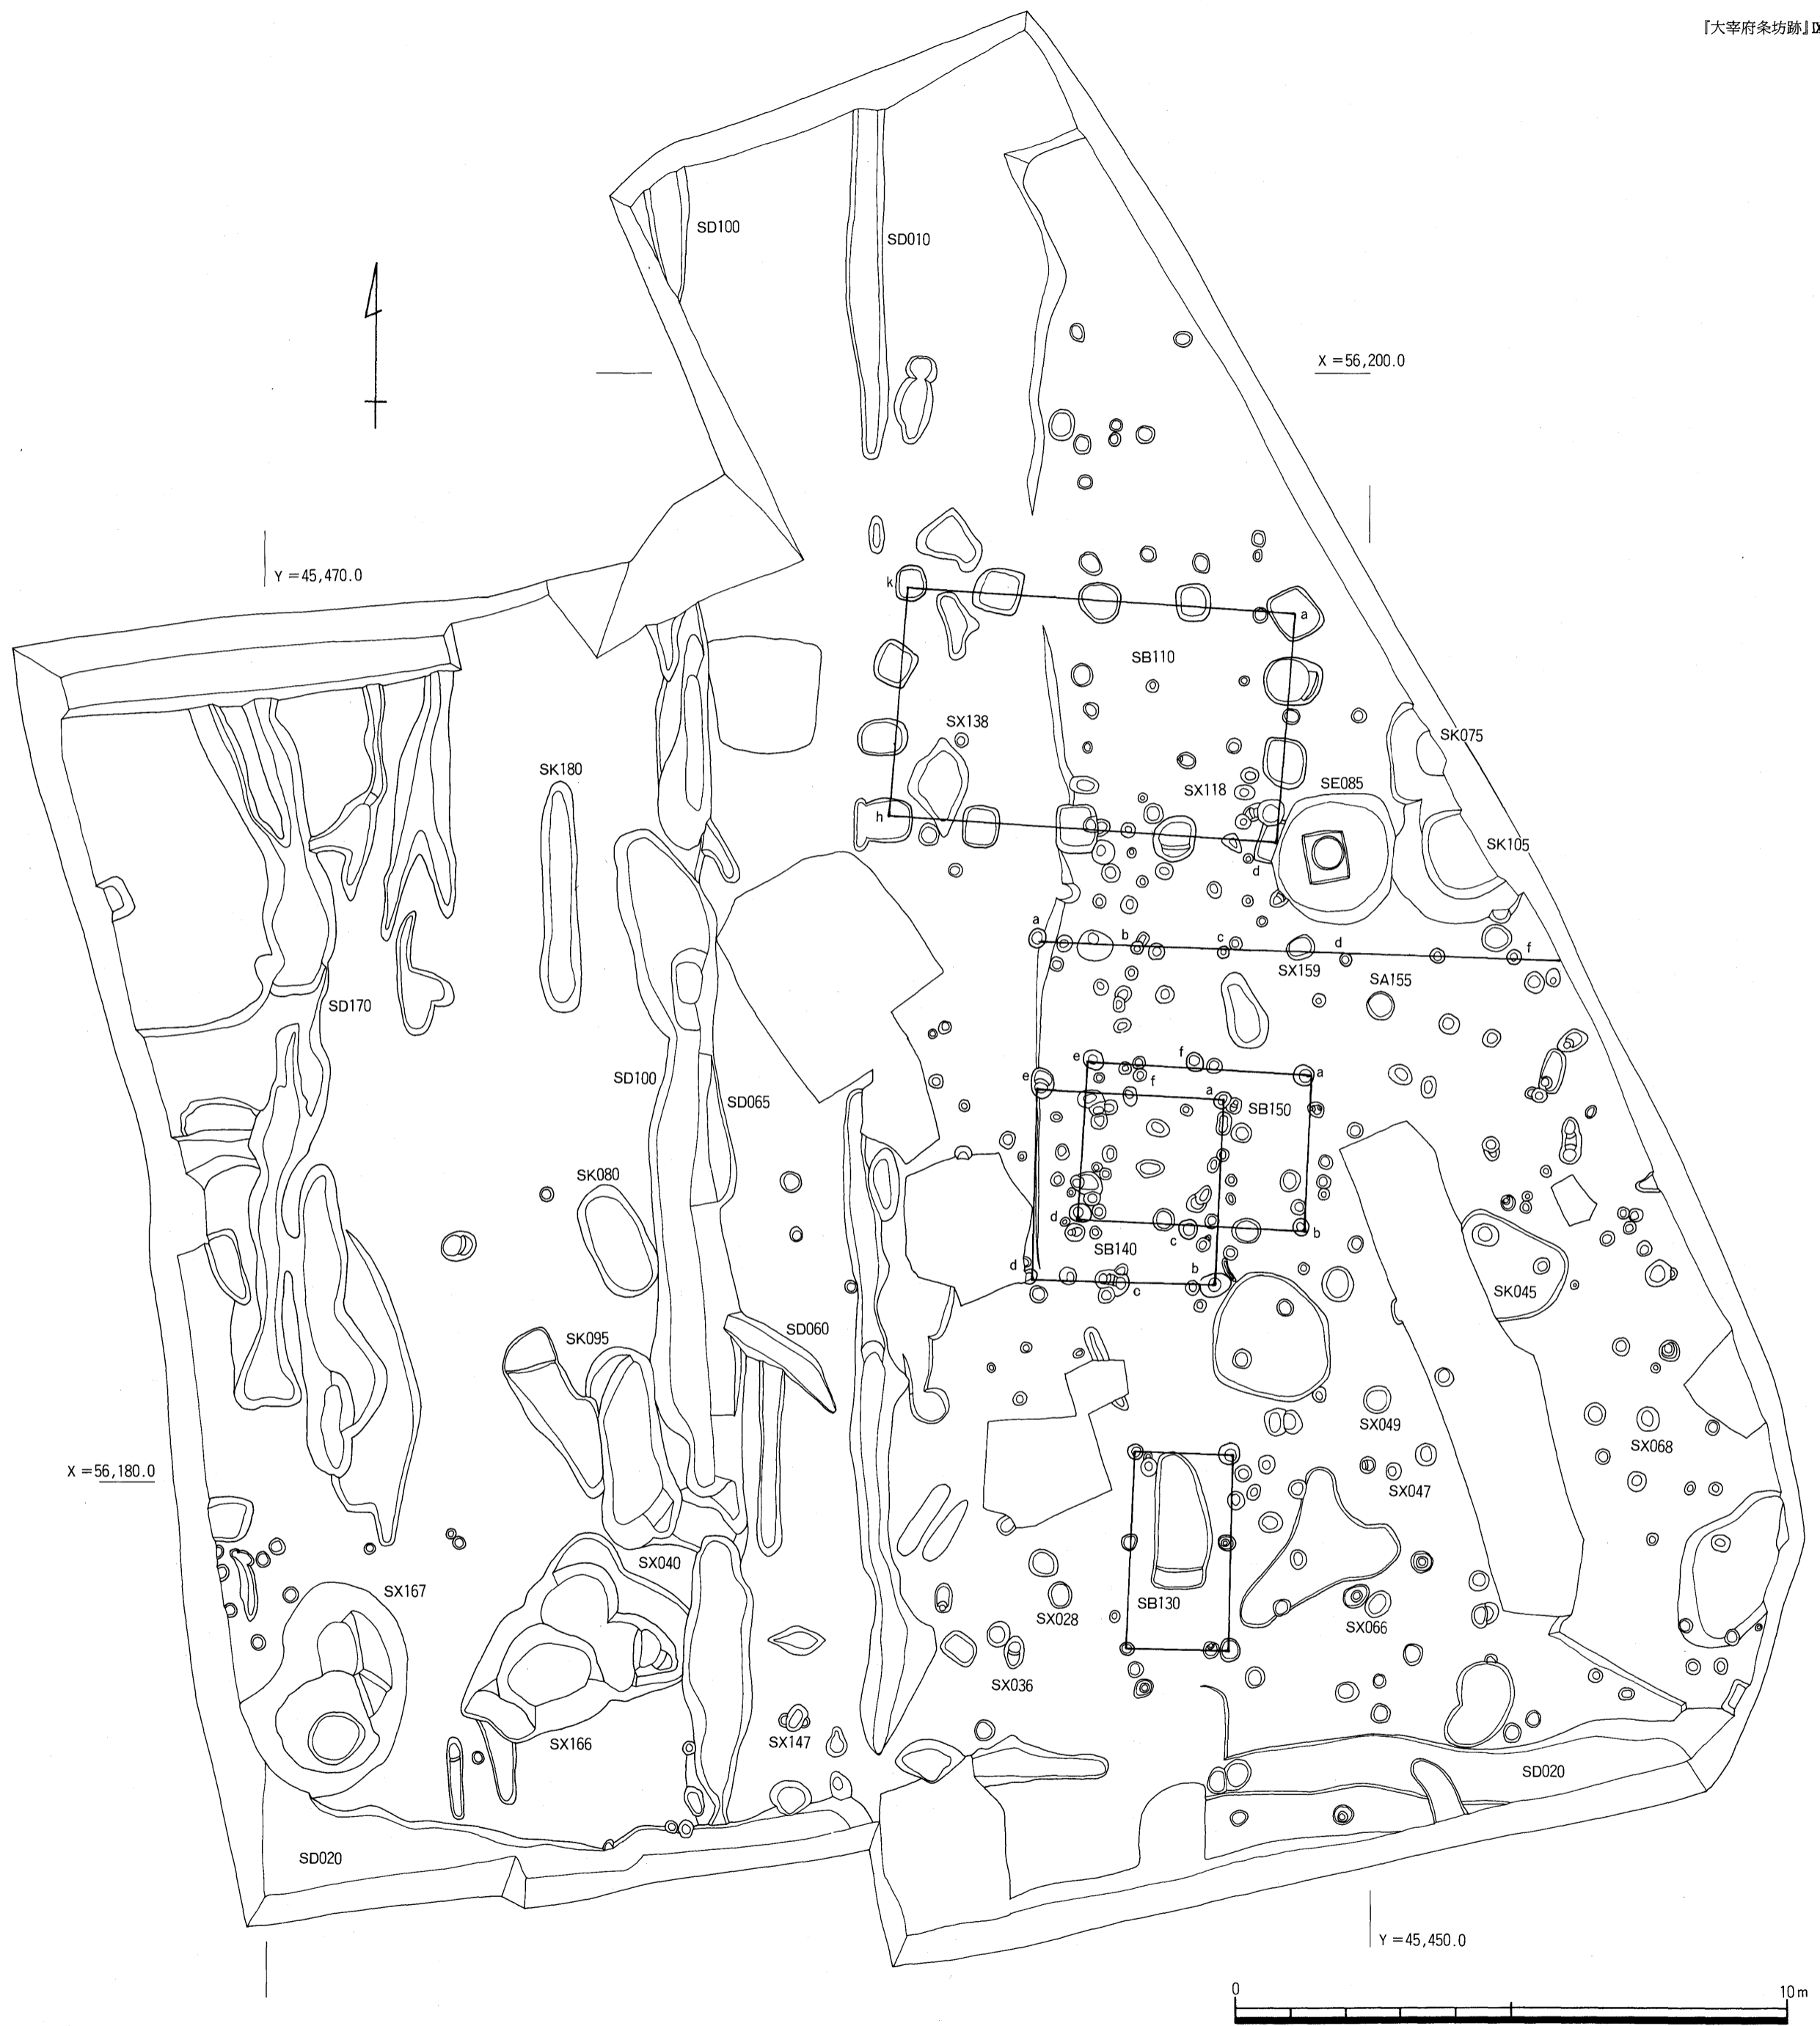 『大宰府条坊跡』Ⅸ
SD100
SD010
X=56,200.0
Y=45,470.0
k
a
SB110
SX138
SK075
SK180
SX118
SE085
h
SK105
d
a
b
c
d
f
SX159
SA155
SD170
e
f
a
SD100
e
f
a
SB150
SD065
SK080
d
c
b
SB140
d
b
c
SK045
SD060
SK095
SX049
SX068
X=56,180.0
SX047
SX040
SX167
SB130
SX028
SX066
SX036
SX166
SX147
SD020
SD020
Y=45,450.0
0
10m